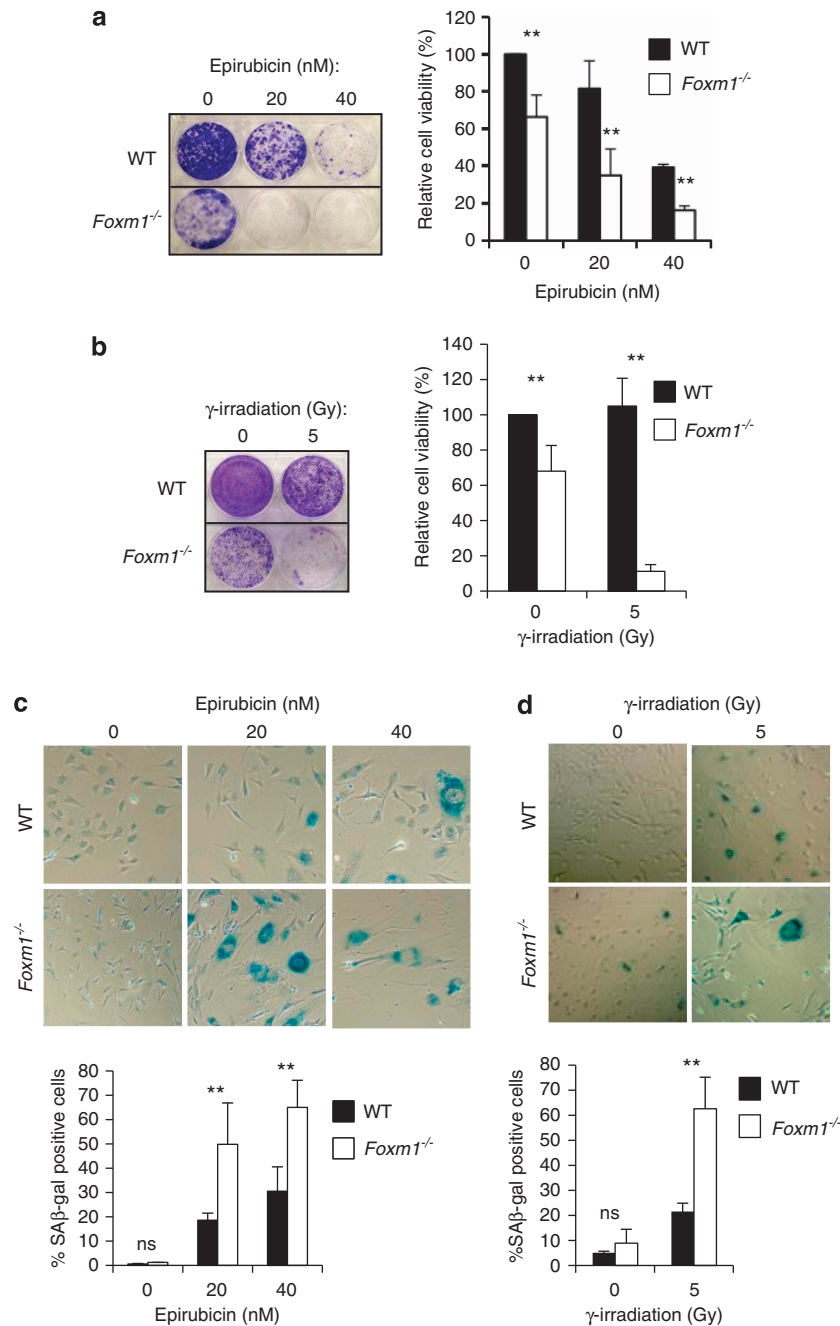 a
Epirubicin (nM):
0 20 40
WT
Foxm1-/-
Relative cell viability (%)
120
100
80
60
40
20
0
**
**
**
WT
Foxm1-/-
0 20 40
Epirubicin (nM)
b
γ-irradiation (Gy):
0 5
WT
Foxm1-/-
Relative cell viability (%)
140
120
100
80
60
40
20
0
**
**
WT
Foxm1-/-
0 5
γ-irradiation (Gy)
c
Epirubicin (nM)
0 20 40
WT
Foxm1-/-
% SAβ-gal positive cells
80
70
60
50
40
30
20
10
0
ns
**
**
WT
Foxm1-/-
0 20 40
Epirubicin (nM)
d
γ-irradiation (Gy)
0 5
WT
Foxm1-/-
%SAβ-gal positive cells
80
70
60
50
40
30
20
10
0
ns
**
WT
Foxm1-/-
0 5
γ-irradiation (Gy)